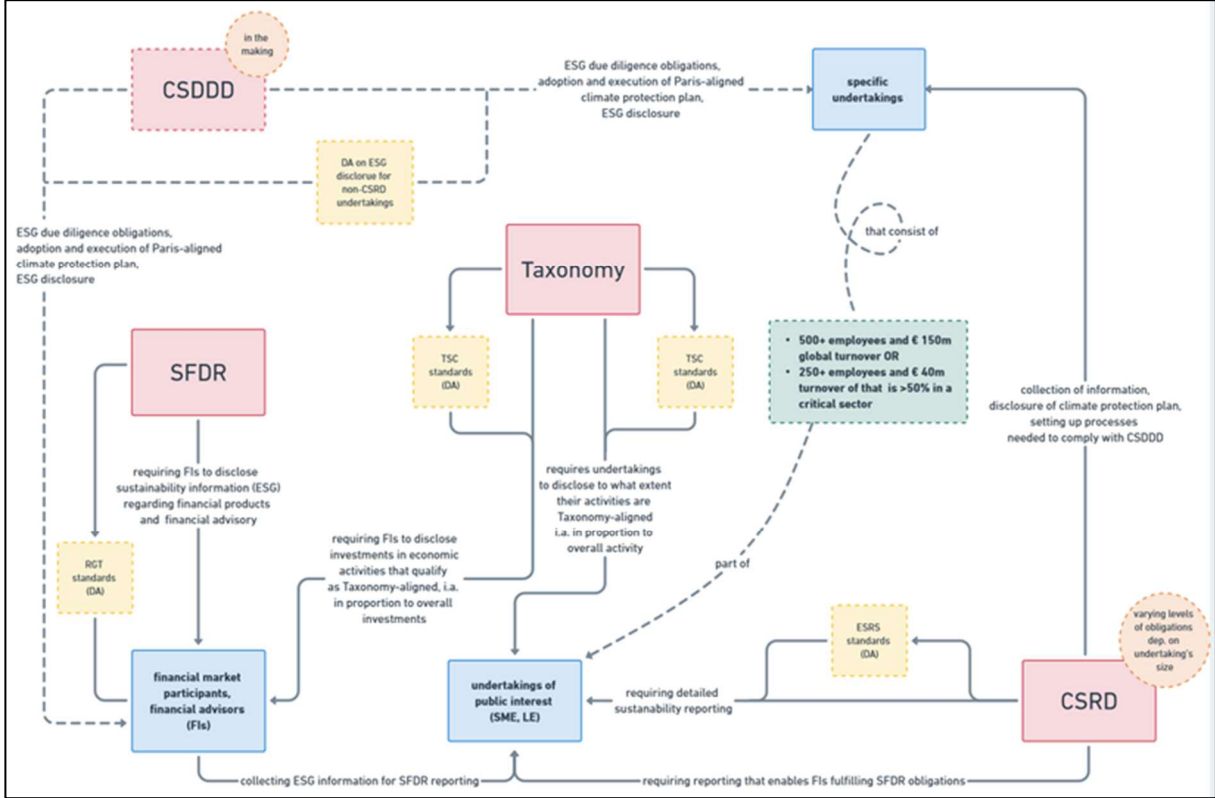 in the
making
CSDDD
ESG due diligence obligations,
adoption and execution of Paris-aligned
climate protection plan,
ESG disclosure
specific
undertakings
DA on ESG
disclorue for
non-CSRD
undertakings
ESG due diligence obligations,
adoption and execution of Paris-aligned
climate protection plan,
ESG disclosure
that consist of
Taxonomy
SFDR
TSC
standards
(DA)
TSC
standards
(DA)
• 500+ employees and € 150m
global turnover OR
• 250+ employees and € 40m
turnover of that is >50% in a
critical sector
collection of information,
disclosure of climate protection plan,
setting up processes
needed to comply with CSDDD
requiring FIs to disclose
sustainability information (ESG)
regarding financial products
and financial advisory
requires undertakings
to disclose to what extent
their activities are
Taxonomy-aligned
i.a. in proportion to
overall activity
requiring FIs to disclose
investments in economic
activities that qualify
as Taxonomy-aligned, i.a.
in proportion to overall
investments
RGT
standards
(DA)
part of
ESRS
standards
(DA)
varying levels
of obligations
dep. on
undertaking's
size
financial market
participants,
financial advisors
(FIs)
undertakings of
public interest
(SME, LE)
requiring detailed
sustanability reporting
CSRD
collecting ESG information for SFDR reporting
requiring reporting that enables FIs fulfilling SFDR obligations